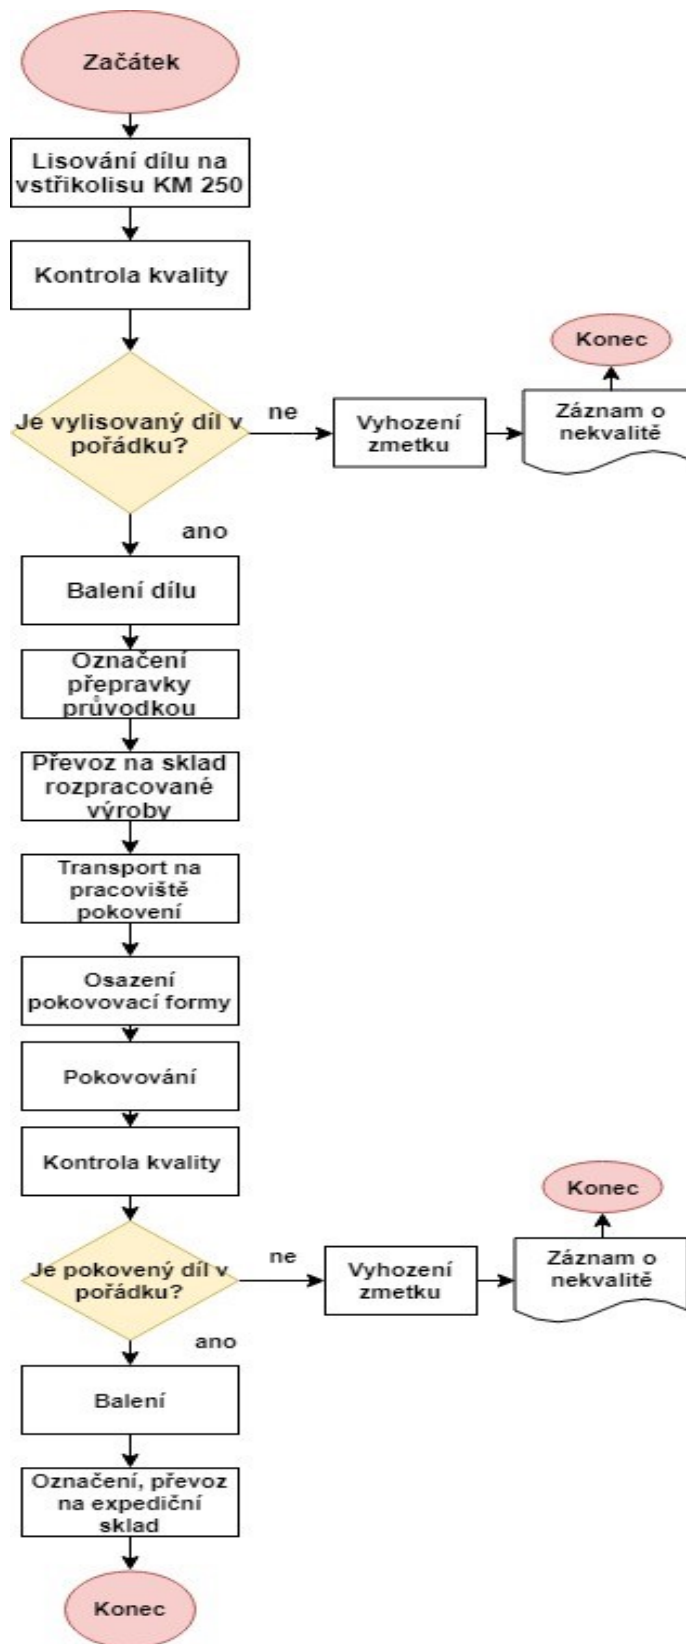 Začátek
Lisování dílu na
vstřikolisu KM 250
Kontrola kvality
Je vylisovaný díl v
pořádku?
ne
Vyhození
zmetku
Záznam o
nekvalitě
Konec
ano
Balení dílu
Označení
přepravky
průvodkou
Převoz na sklad
rozpracované
výroby
Transport na
pracoviště
pokovení
Osazení
pokovovací formy
Pokovování
Kontrola kvality
Je pokovený díl v
pořádku?
ne
Vyhození
zmetku
Záznam o
nekvalitě
Konec
ano
Balení
Označení, převoz
na expediční
sklad
Konec